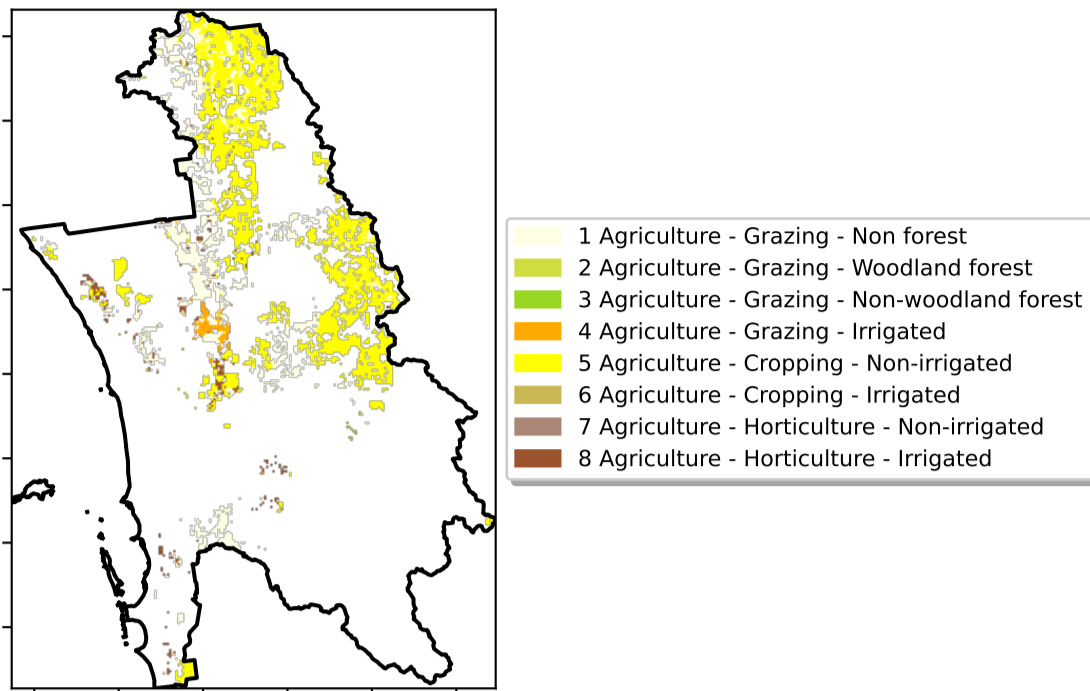 1 Agriculture - Grazing - Non forest
2 Agriculture - Grazing - Woodland forest
3 Agriculture - Grazing - Non-woodland forest
4 Agriculture - Grazing - Irrigated
5 Agriculture - Cropping - Non-irrigated
6 Agriculture - Cropping - Irrigated
7 Agriculture - Horticulture - Non-irrigated
8 Agriculture - Horticulture - Irrigated